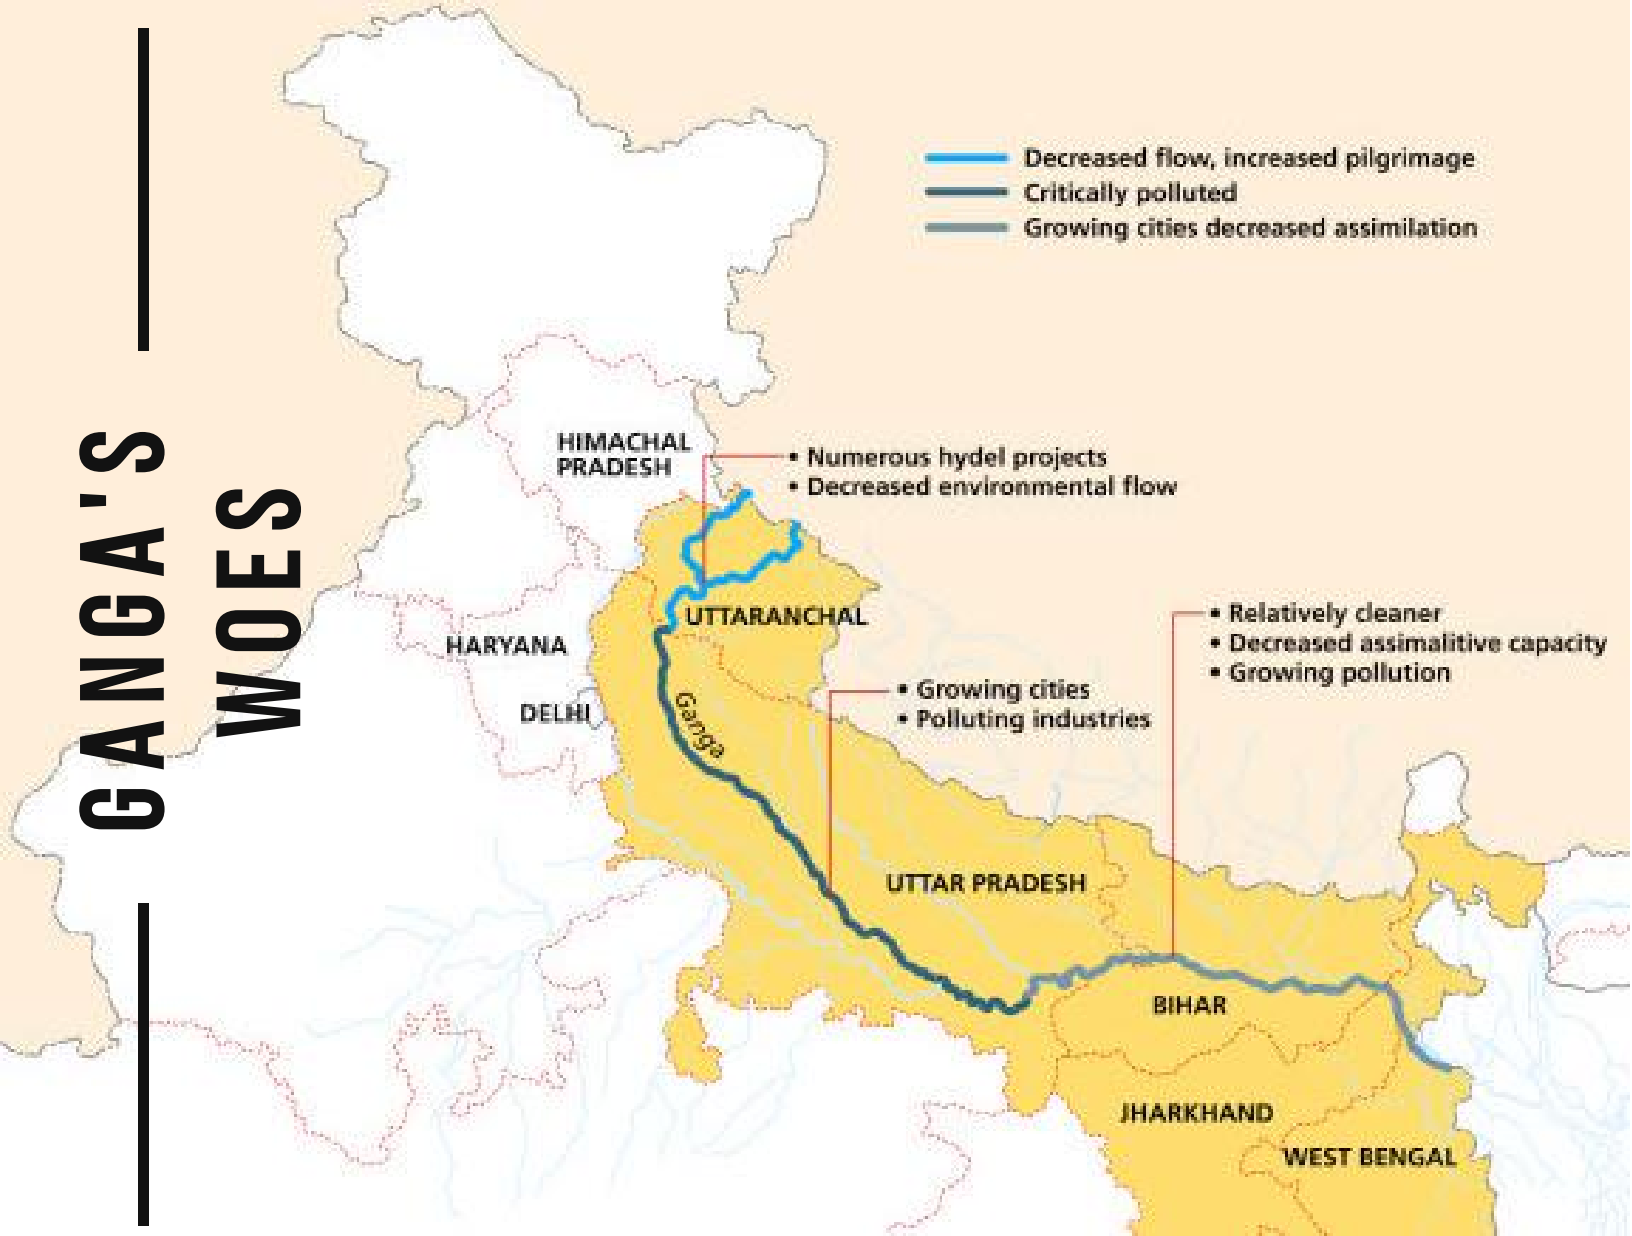 GANGA'S
WOES
Decreased flow, increased pilgrimage
Critically polluted
Growing cities decreased assimilation
HIMACHAL
PRADESH
• Numerous hydel projects
• Decreased environmental flow
UTTARANCHAL
• Relatively cleaner
• Decreased assimalitive capacity
• Growing pollution
HARYANA
DELHI
Ganga
• Growing cities
• Polluting industries
UTTAR PRADESH
BIHAR
JHARKHAND
WEST BENGAL